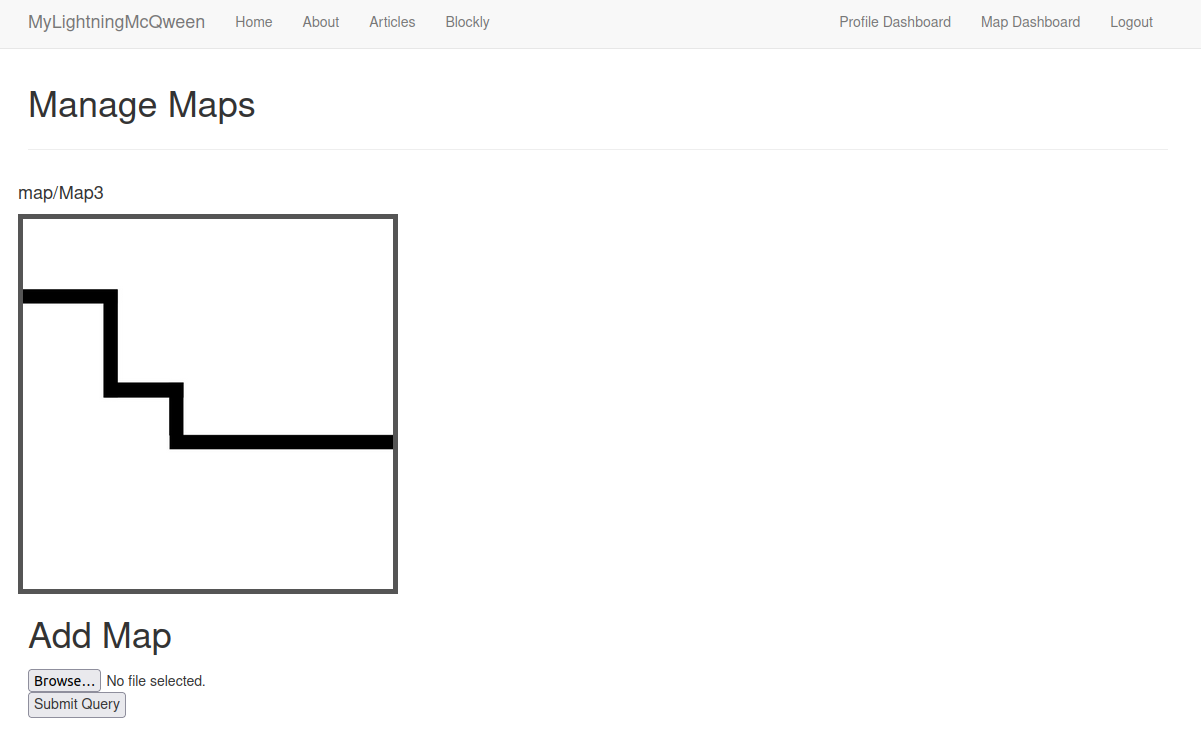 MyLightningMcQween Home About Articles Blockly Profile Dashboard Map Dashboard Logout
Manage Maps
map/Map3
Add Map
Browse... No file selected.
Submit Query